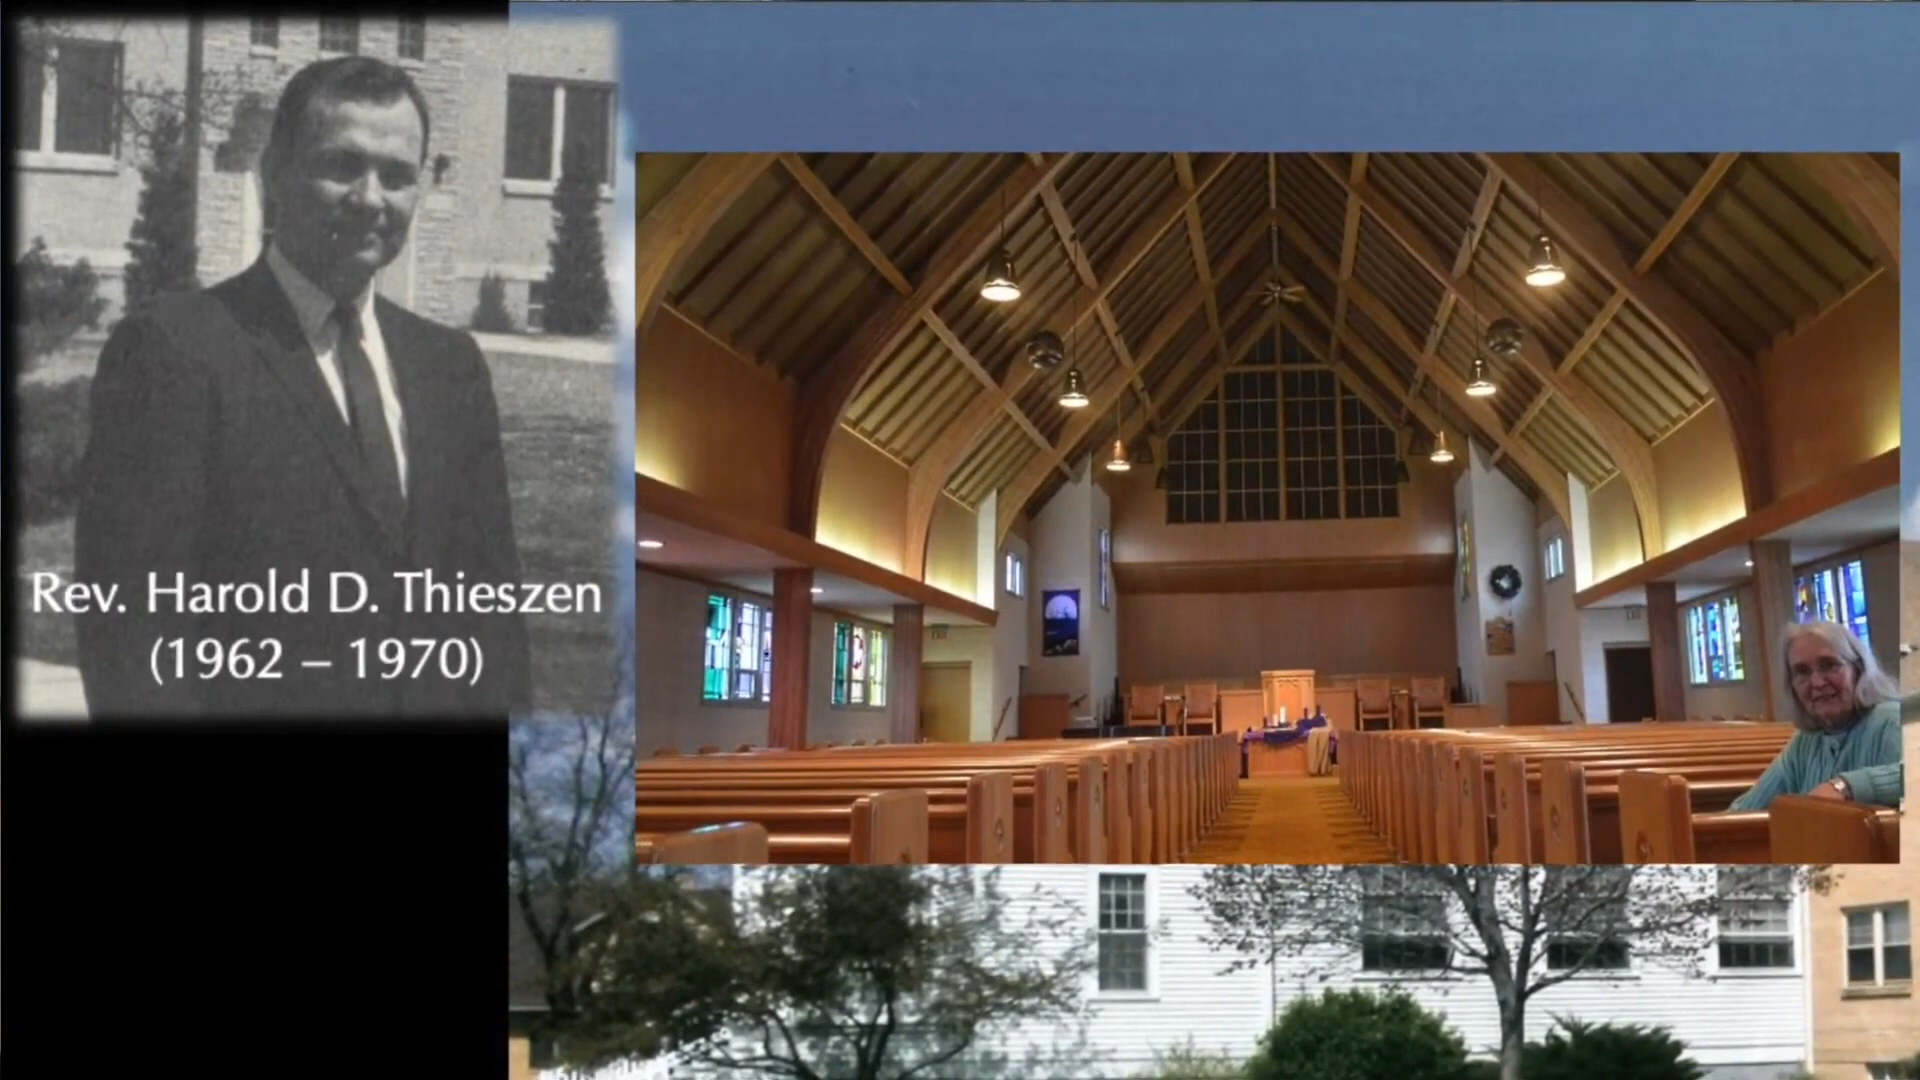 Rev. Harold D. Thieszen
(1962 – 1970)